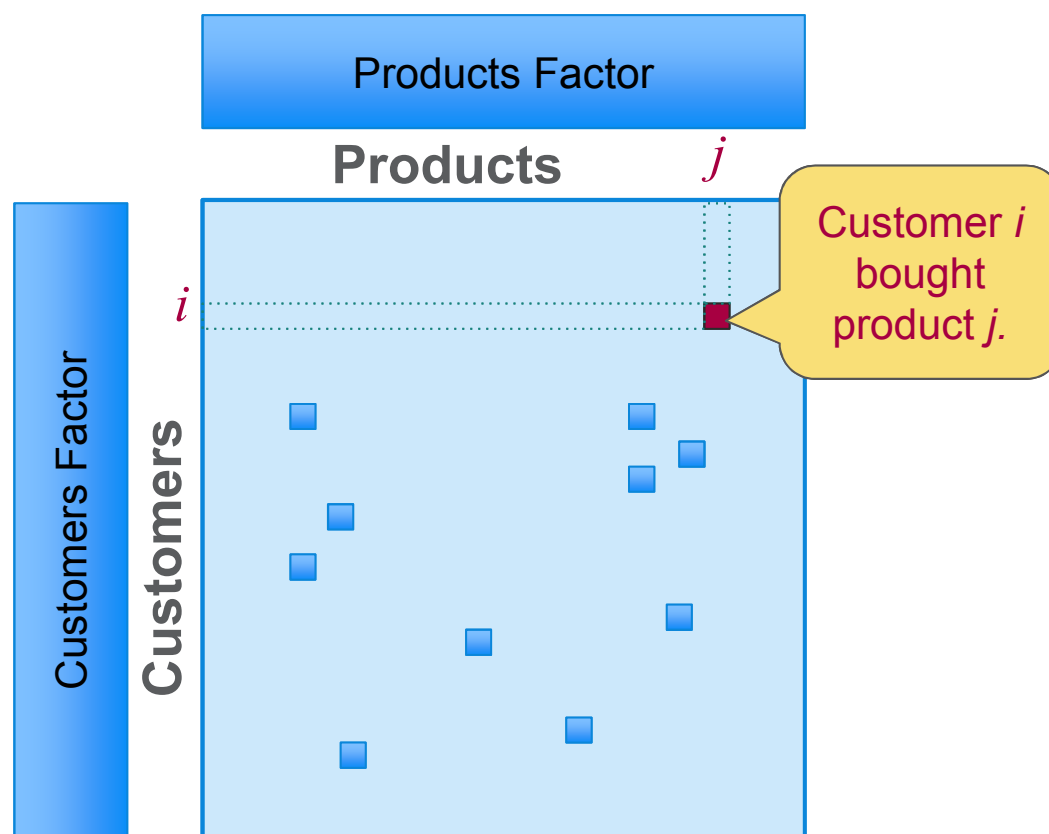 Products Factor
Products
j
Customer i
bought
product j.
i
Customers Factor
Customers